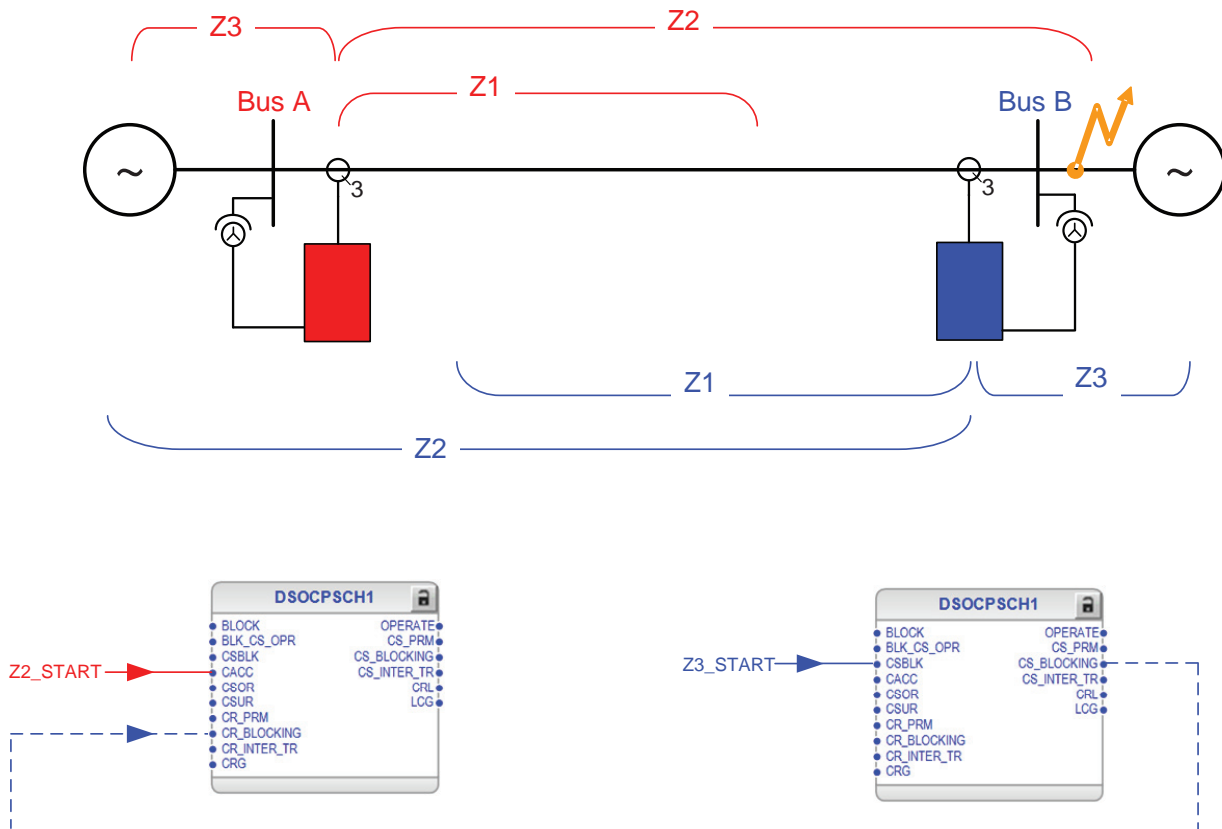 Z3
Z2
Z1
Bus A
Bus B
~
3
3
~
Z1
Z3
Z2
DSOCPSCH1
BLOCK OPERATE
BLK_CS_OPR CS_PRM
CSBLK CS_BLOCKING
CACC CS_INTER_TR
CSOR CRL
CSUR LCG
CR_PRM
CR_BLOCKING
CR_INTER_TR
CRG
Z2_START
DSOCPSCH1
BLOCK OPERATE
BLK_CS_OPR CS_PRM
CSBLK CS_BLOCKING
CACC CS_INTER_TR
CSOR CRL
CSUR LCG
CR_PRM
CR_BLOCKING
CR_INTER_TR
CRG
Z3_START